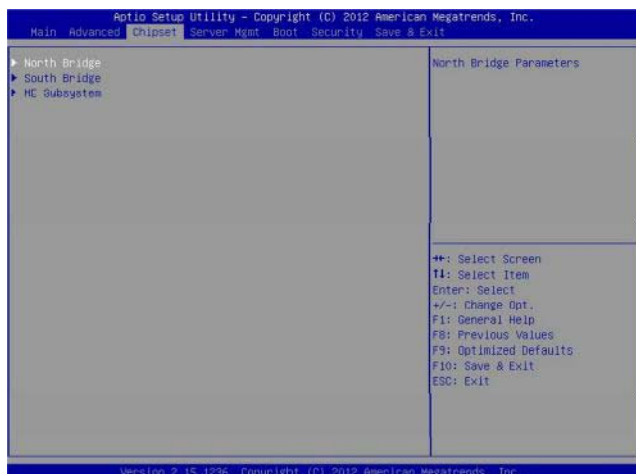 Aptio Setup Utility – Copyright (C) 2012 American Megatrends, Inc.
Main Advanced Chipset Server Mgmt Boot Security Save & Exit
North Bridge
South Bridge
ME Subsystem
North Bridge Parameters
→←: Select Screen
↑↓: Select Item
Enter: Select
+/-: Change Opt.
F1: General Help
F8: Previous Values
F9: Optimized Defaults
F10: Save & Exit
ESC: Exit
Version 2.15.1236. Copyright (C) 2012 American Megatrends, Inc.